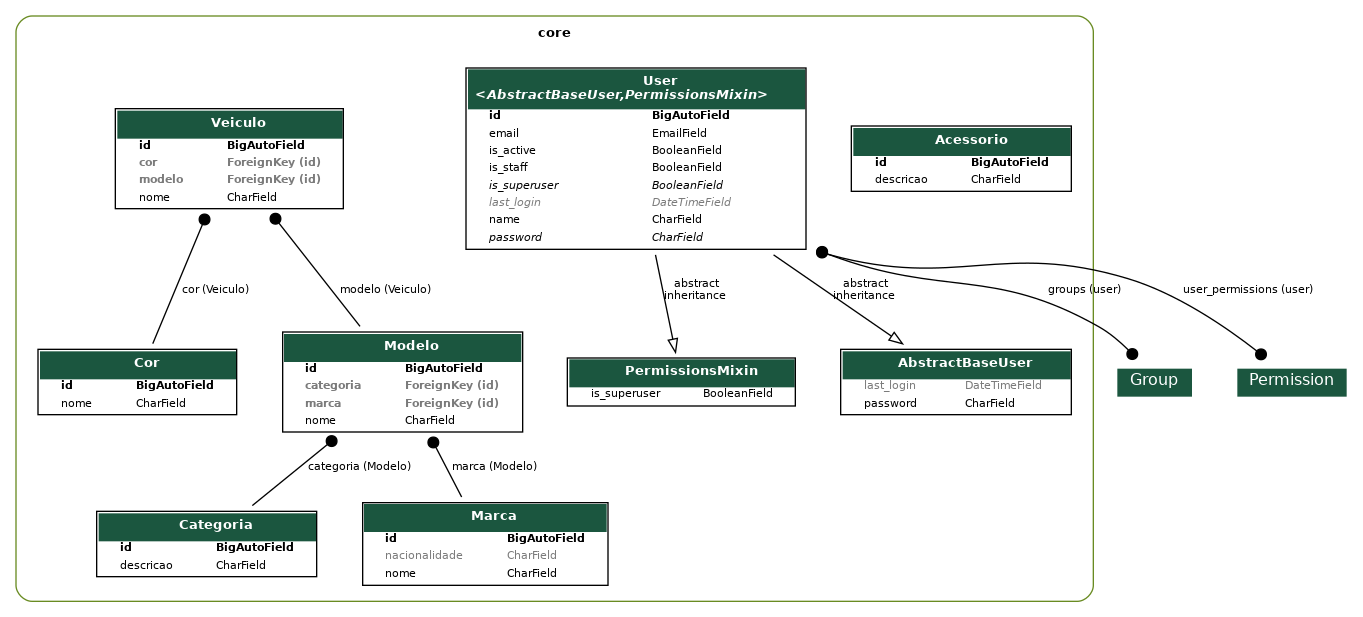 core
User
<AbstractBaseUser,PermissionsMixin>
id BigAutoField
email EmailField
is_active BooleanField
is_staff BooleanField
is_superuser BooleanField
last_login DateTimeField
name CharField
password CharField
Veiculo
id BigAutoField
cor ForeignKey (id)
modelo ForeignKey (id)
nome CharField
Acessorio
id BigAutoField
descricao CharField
cor (Veiculo)
modelo (Veiculo)
abstract
inheritance
abstract
inheritance
groups (user)
user_permissions (user)
Cor
id BigAutoField
nome CharField
Modelo
id BigAutoField
categoria ForeignKey (id)
marca ForeignKey (id)
nome CharField
PermissionsMixin
is_superuser BooleanField
AbstractBaseUser
last_login DateTimeField
password CharField
Group
Permission
categoria (Modelo)
marca (Modelo)
Categoria
id BigAutoField
descricao CharField
Marca
id BigAutoField
nacionalidade CharField
nome CharField